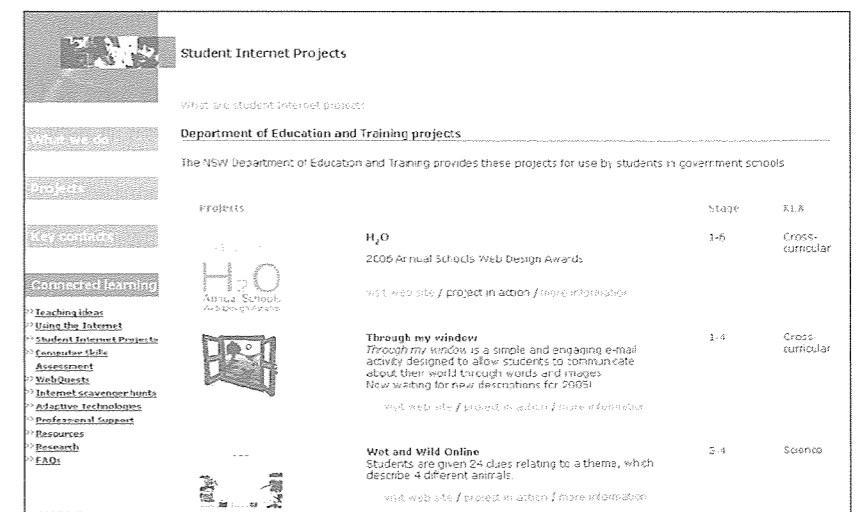 Student Internet Projects
What are student Internet projects
Department of Education and Training projects
The NSW Department of Education and Training provides these projects for use by students in government schools
What we do
Projects
Key contacts
Connected learning
>> Teaching ideas
>> Using the Internet
>> Student Internet Projects
>> Computer Skills
Assessment
>> WebQuests
>> Internet scavenger hunts
>> Adaptive Technologies
>> Professional Support
>> Resources
>> Research
>> FAQs
Projects Stage KLA
H2O
Annual Schools
Web Design Awards
H2O 1-6 Cross-
curricular
2006 Annual Schools Web Design Awards
visit web site / project in action / more information
Through my window 1-4 Cross-
curricular
Through my window is a simple and engaging e-mail
activity designed to allow students to communicate
about their world through words and images
Now waiting for new descriptions for 2005!
visit web site / project in action / more information
Wet and Wild Online Science
Students are given 24 clues relating to a theme, which
describe 4 different animals.
visit web site / project in action / more information